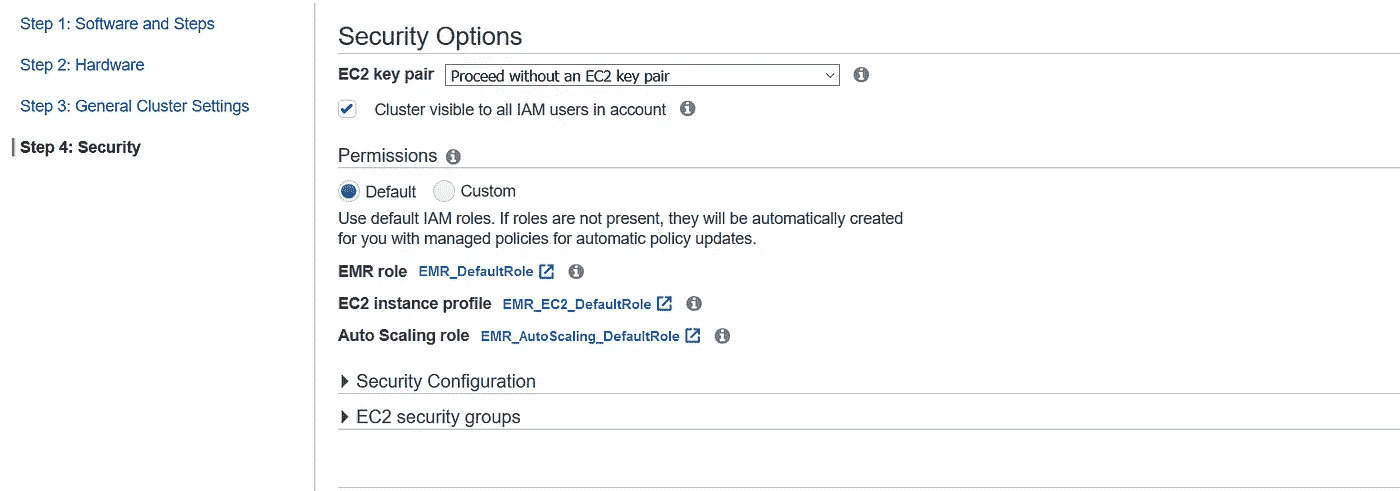 Step 1: Software and Steps
Step 2: Hardware
Step 3: General Cluster Settings
Step 4: Security
Security Options
EC2 key pair Proceed without an EC2 key pair
Cluster visible to all IAM users in account
Permissions
Default Custom
Use default IAM roles. If roles are not present, they will be automatically created
for you with managed policies for automatic policy updates.
EMR role EMR_DefaultRole
EC2 instance profile EMR_EC2_DefaultRole
Auto Scaling role EMR_AutoScaling_DefaultRole
Security Configuration
EC2 security groups